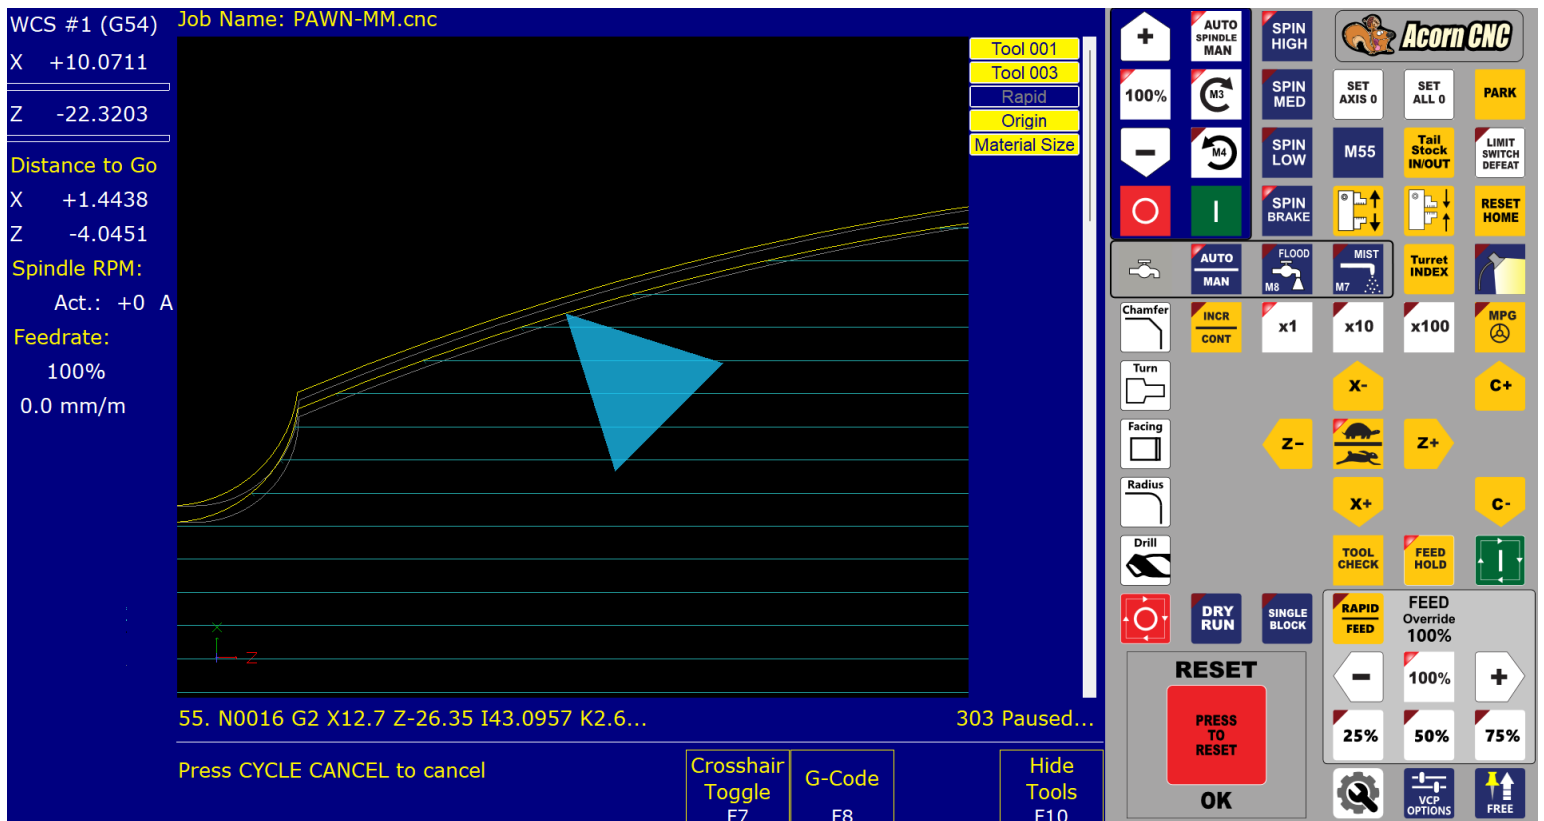 WCS #1 (G54)
X +10.0711
Z -22.3203
Distance to Go
X +1.4438
Z -4.0451
Spindle RPM:
Act.: +0 A
Feedrate:
100%
0.0 mm/m
Job Name: PAWN-MM.cnc
Tool 001
Tool 003
Rapid
Origin
Material Size
X
Z
55. N0016 G2 X12.7 Z-26.35 I43.0957 K2.6...
303 Paused...
Press CYCLE CANCEL to cancel
Crosshair
Toggle
F7
G-Code
F8
Hide
Tools
F10
+
AUTO
SPINDLE
MAN
SPIN
HIGH
Acorn CNC
100%
M3
SPIN
MED
SET
AXIS 0
SET
ALL 0
PARK
-
M4
SPIN
LOW
M55
Tail
Stock
IN/OUT
LIMIT
SWITCH
DEFEAT
SPIN
BRAKE
RESET
HOME
AUTO
MAN
FLOOD
M8
MIST
M7
Turret
INDEX
Chamfer
INCR
CONT
x1
x10
x100
MPG
Turn
X-
C+
Facing
Z-
Z+
Radius
X+
C-
Drill
TOOL
CHECK
FEED
HOLD
DRY
RUN
SINGLE
BLOCK
RAPID
FEED
FEED
Override
100%
RESET
PRESS
TO
RESET
OK
-
100%
+
25%
50%
75%
VCP
OPTIONS
FREE